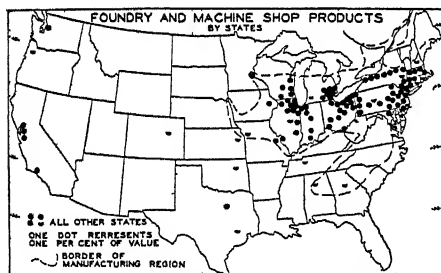 FOUNDRY AND MACHINE SHOP PRODUCTS
BY STATES
ALL OTHER STATES
ONE DOT RERRESENTS
ONE PER CENT OF VALUE
BORDER OF
MANUFACTURING REGION